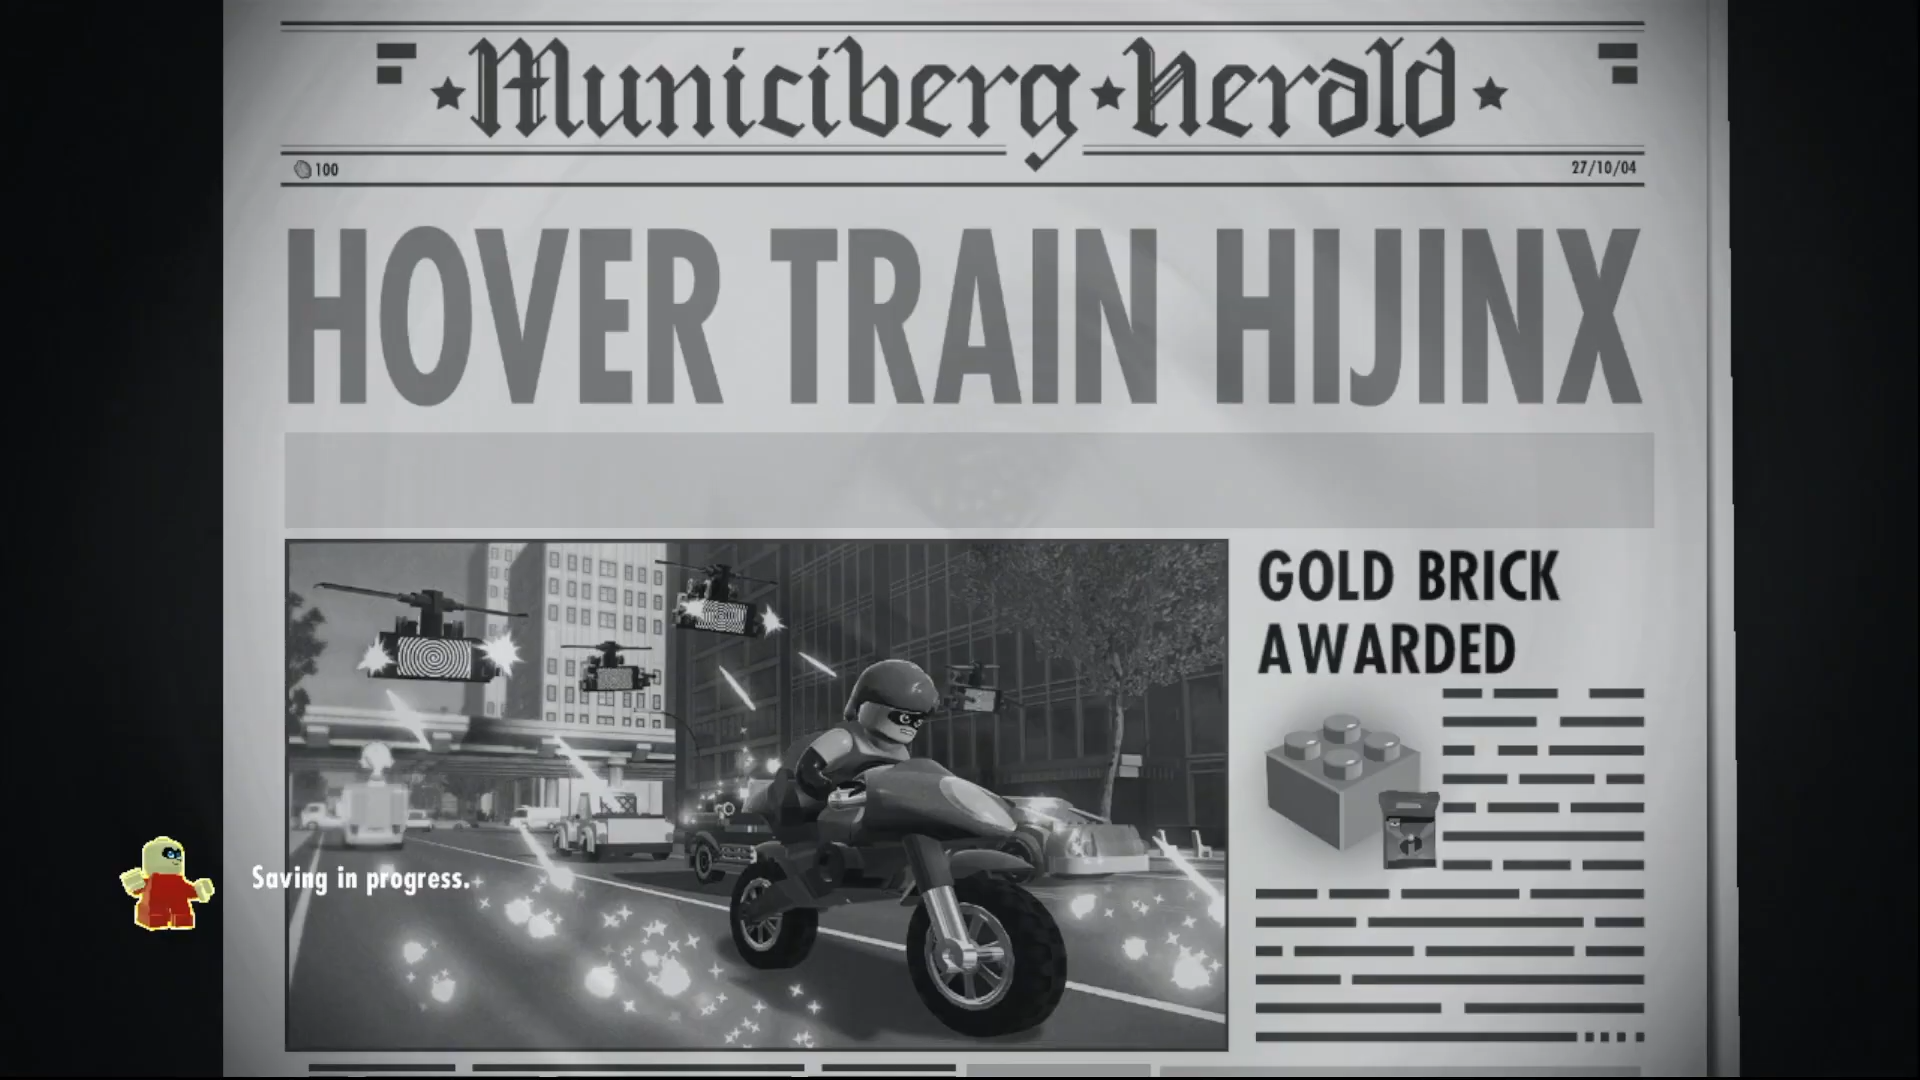 Municiberg Herald
100
27/10/04
HOVER TRAIN HIJINX
GOLD BRICK
AWARDED
Saving in progress.